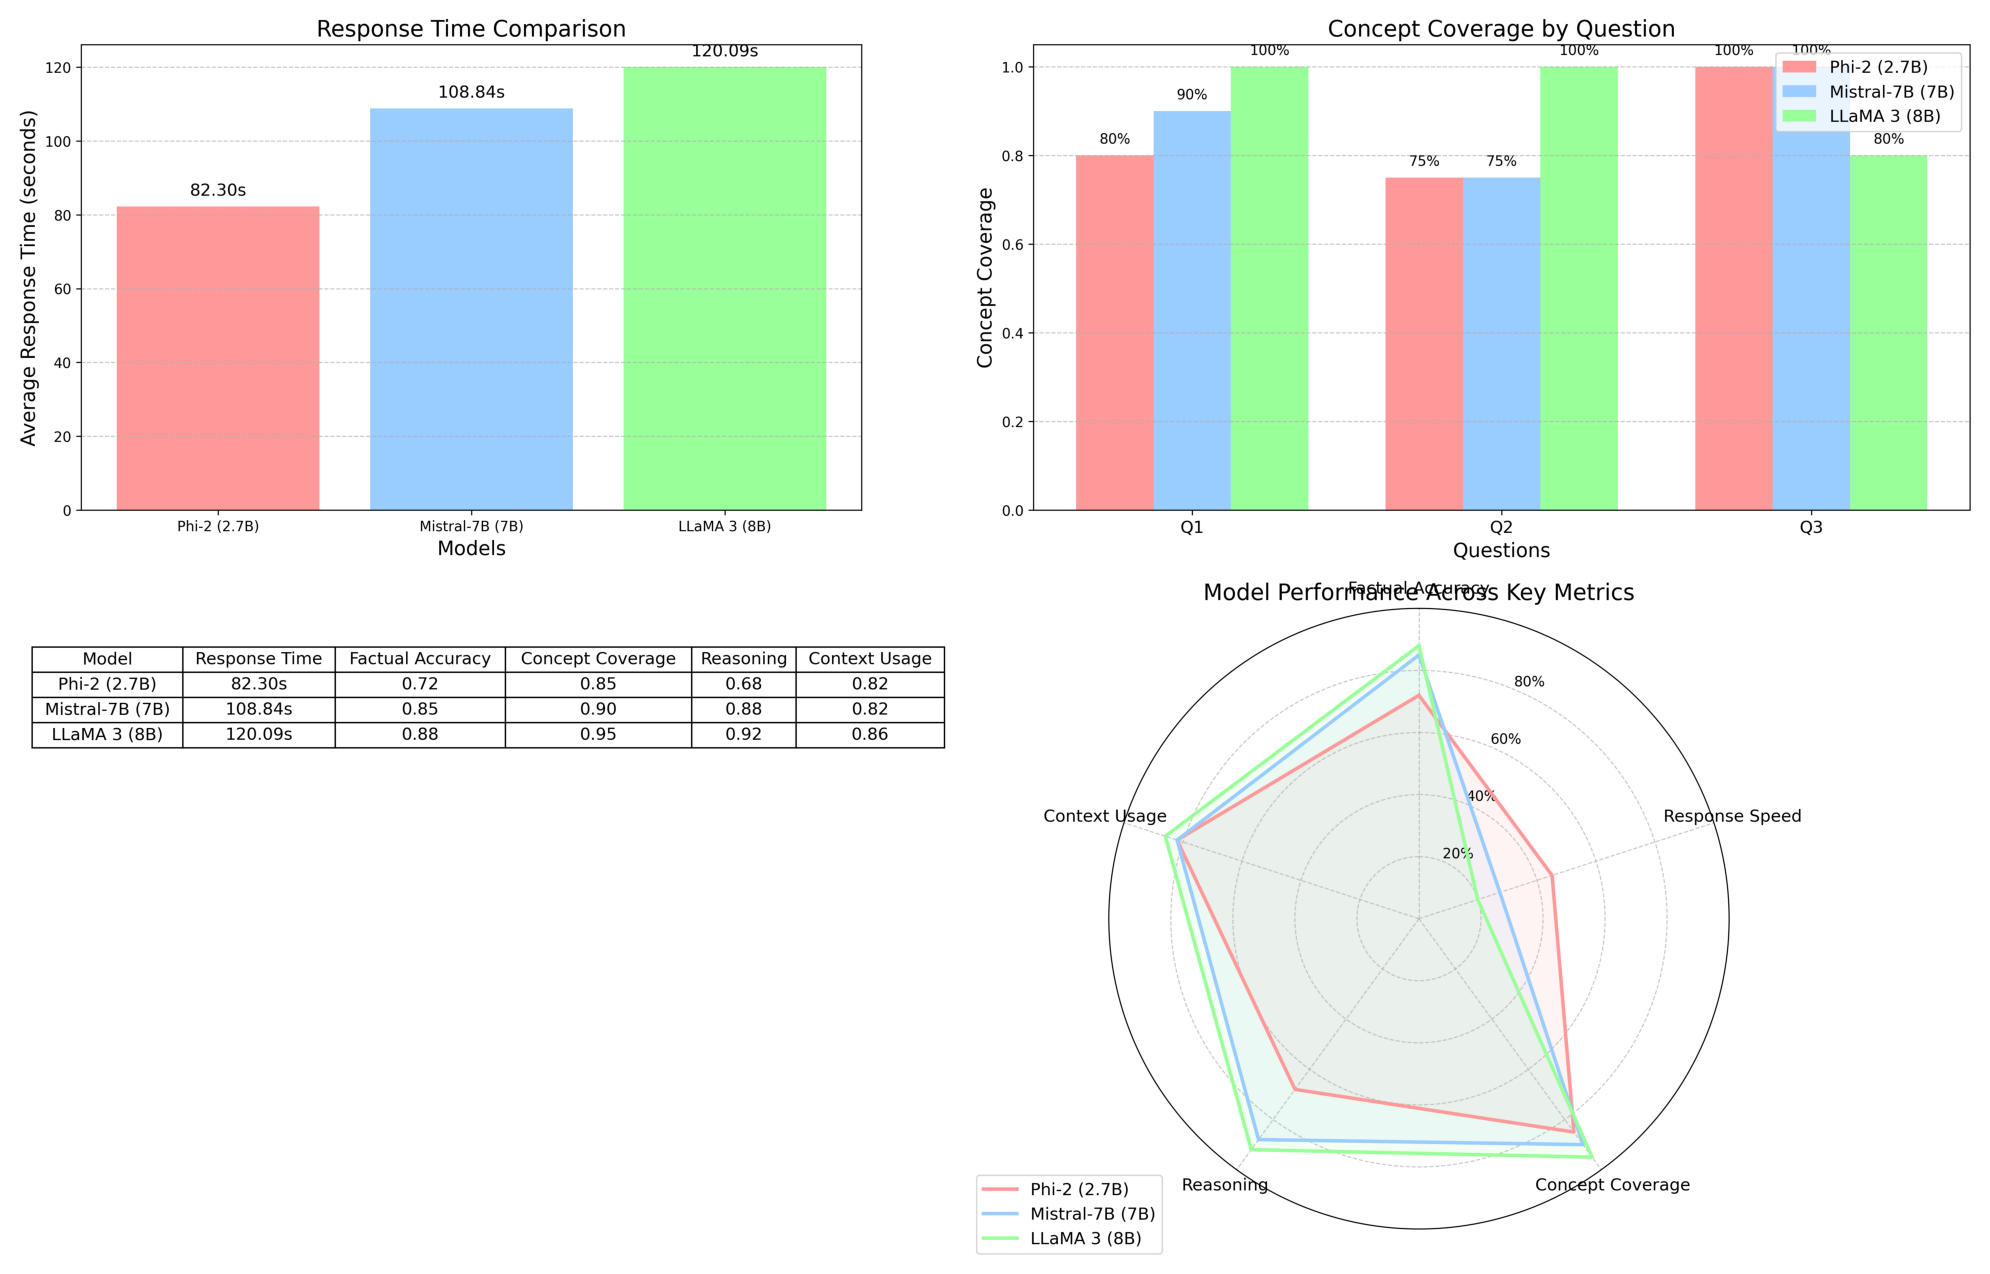 Response Time Comparison
Average Response Time (seconds)
120
100
80
60
40
20
0
82.30s
108.84s
120.09s
Phi-2 (2.7B)
Mistral-7B (7B)
LLaMA 3 (8B)
Models
Concept Coverage by Question
Concept Coverage
1.0
0.8
0.6
0.4
0.2
0.0
80%
90%
100%
75%
75%
100%
100%
100%
80%
Phi-2 (2.7B)
Mistral-7B (7B)
LLaMA 3 (8B)
Q1
Q2
Q3
Questions
Model Response Time Factual Accuracy Concept Coverage Reasoning Context Usage
Phi-2 (2.7B) 82.30s 0.72 0.85 0.68 0.82
Mistral-7B (7B) 108.84s 0.85 0.90 0.88 0.82
LLaMA 3 (8B) 120.09s 0.88 0.95 0.92 0.86
Model Performance Across Key Metrics
Factual Accuracy
80%
60%
40%
20%
Context Usage
Response Speed
Reasoning
Concept Coverage
Phi-2 (2.7B)
Mistral-7B (7B)
LLaMA 3 (8B)